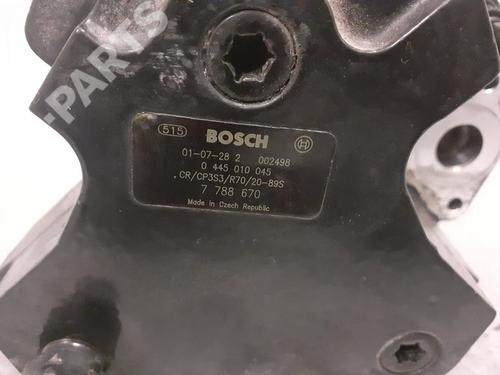 B-PARTS
515 BOSCH
01-07-28 2 002498
0 445 010 045
.CR/CP3S3/R70/20-89S
7 788 670
Made in Czech Republic